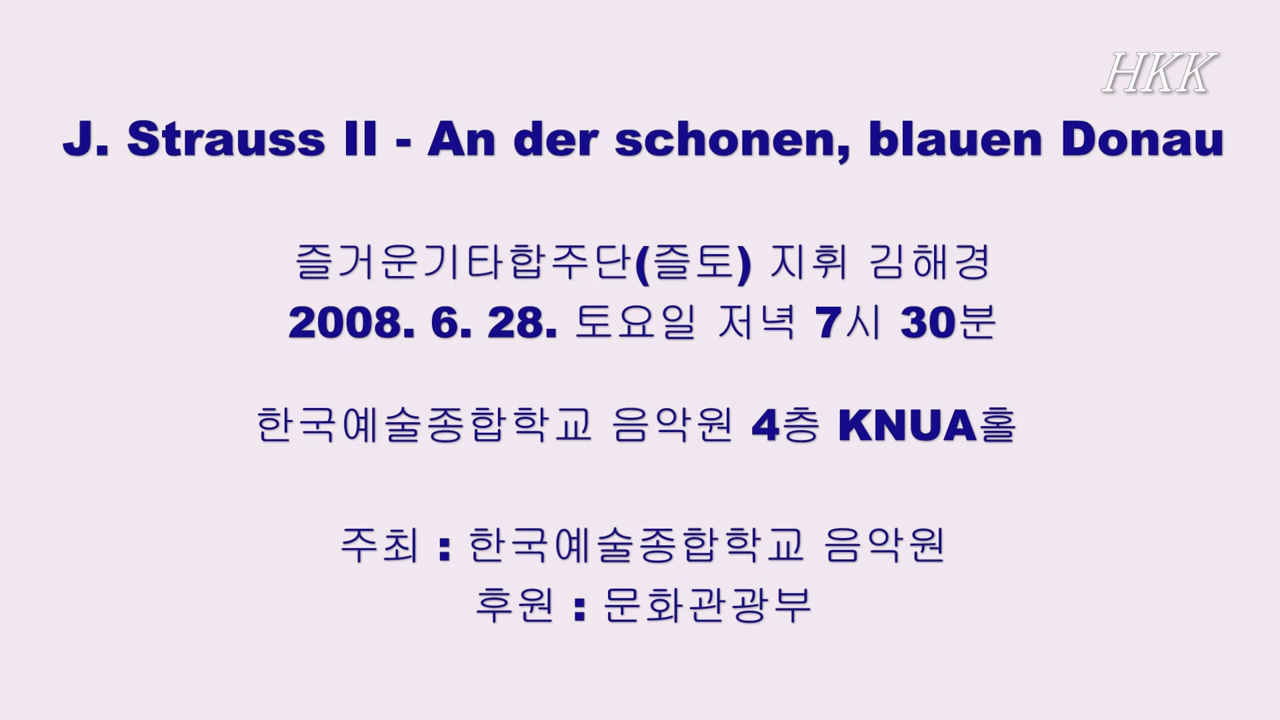 HKK
J. Strauss II - An der schonen, blauen Donau
즐거운기타합주단(즐토) 지휘 김해경
2008. 6. 28. 토요일 저녁 7시 30분
한국예술종합학교 음악원 4층 KNUA홀
주최 : 한국예술종합학교 음악원
후원 : 문화관광부